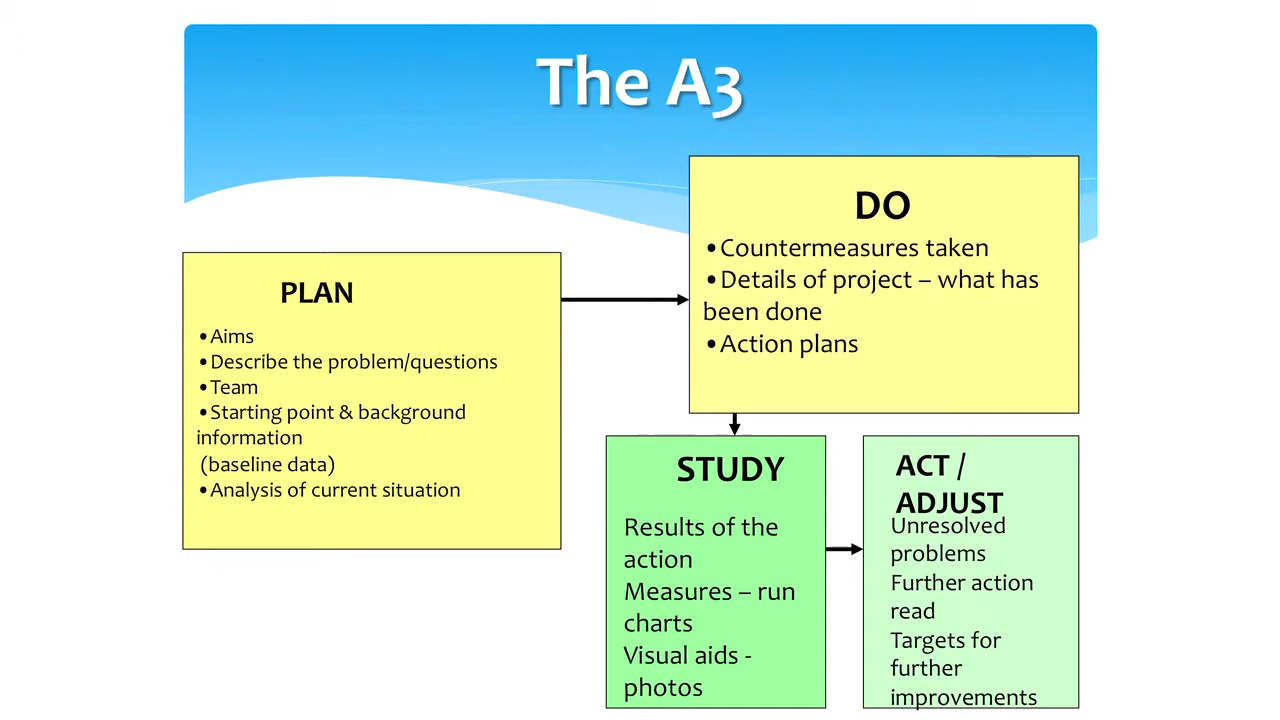 The A3
PLAN
•Aims
•Describe the problem/questions
•Team
•Starting point & background
information
(baseline data)
•Analysis of current situation
DO
•Countermeasures taken
•Details of project – what has
been done
•Action plans
STUDY
Results of the
action
Measures – run
charts
Visual aids -
photos
ACT /
ADJUST
Unresolved
problems
Further action
read
Targets for
further
improvements